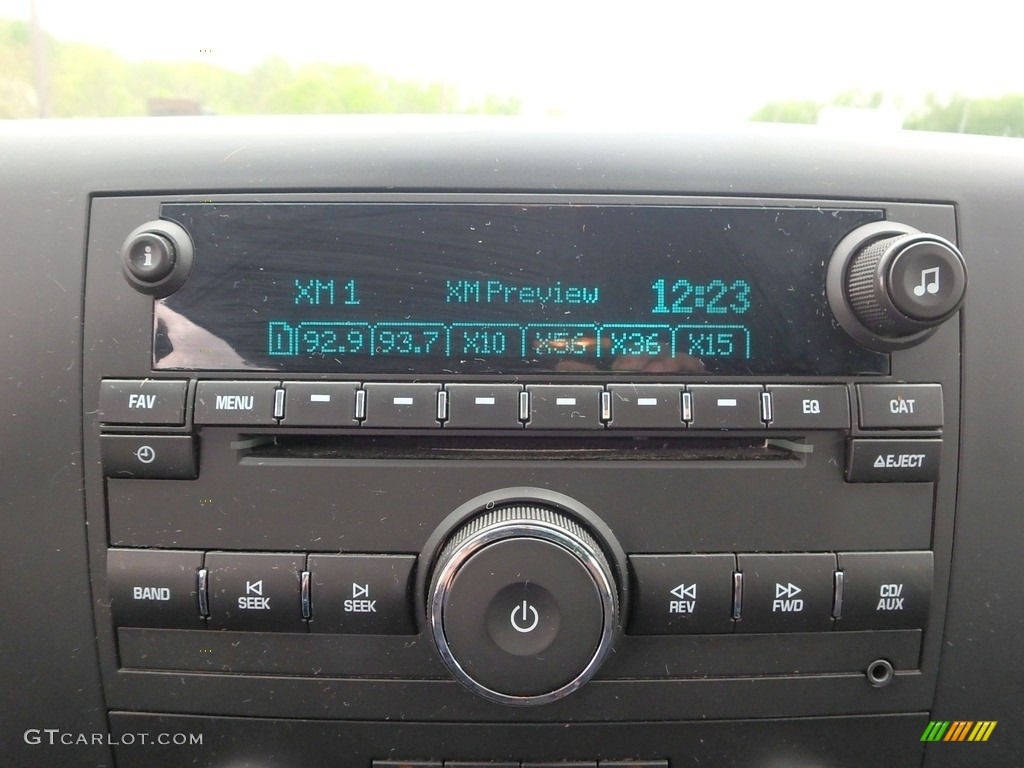 i
XM 1 XM Preview 12:23
D 92.9 93.7 X10 X56 X36 X15
FAV MENU EQ CAT
EJECT
BAND SEEK SEEK REV FWD CD/
AUX
GTCARLOT.COM